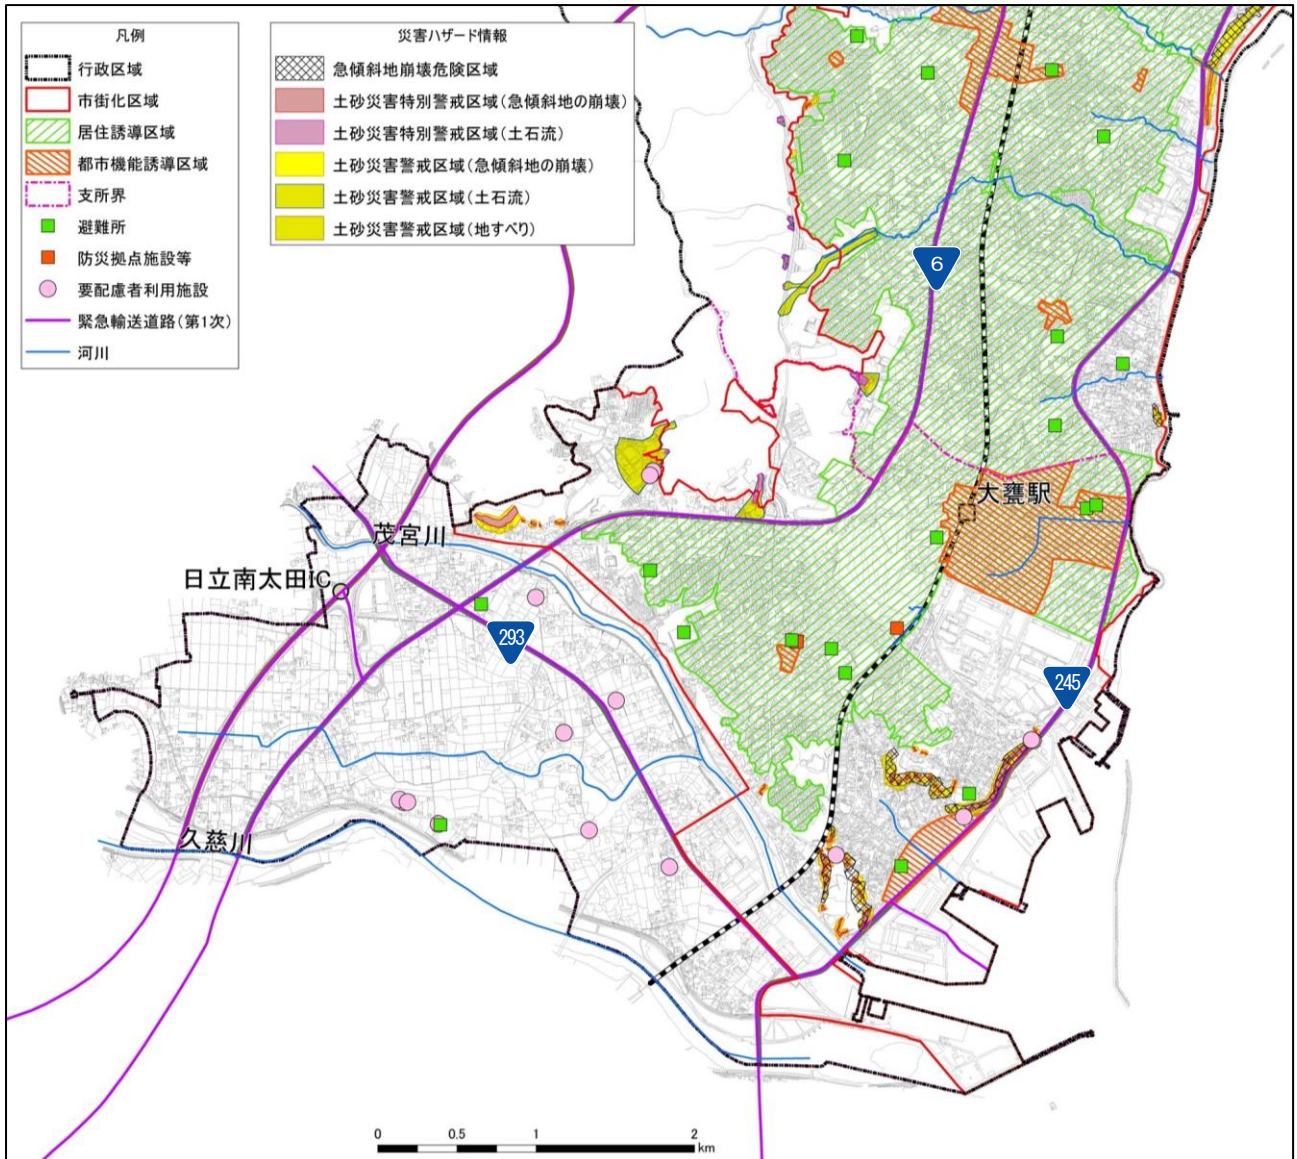 凡例
行政区域
市街化区域
居住誘導区域
都市機能誘導区域
支所界
避難所
防災拠点施設等
要配慮者利用施設
緊急輸送道路(第1次)
河川
災害ハザード情報
急傾斜地崩壊危険区域
土砂災害特別警戒区域(急傾斜地の崩壊)
土砂災害特別警戒区域(土石流)
土砂災害警戒区域(急傾斜地の崩壊)
土砂災害警戒区域(土石流)
土砂災害警戒区域(地すべり)
6
大甕駅
茂宮川
日立南太田IC
293
245
久慈川
0 0.5 1 2
km